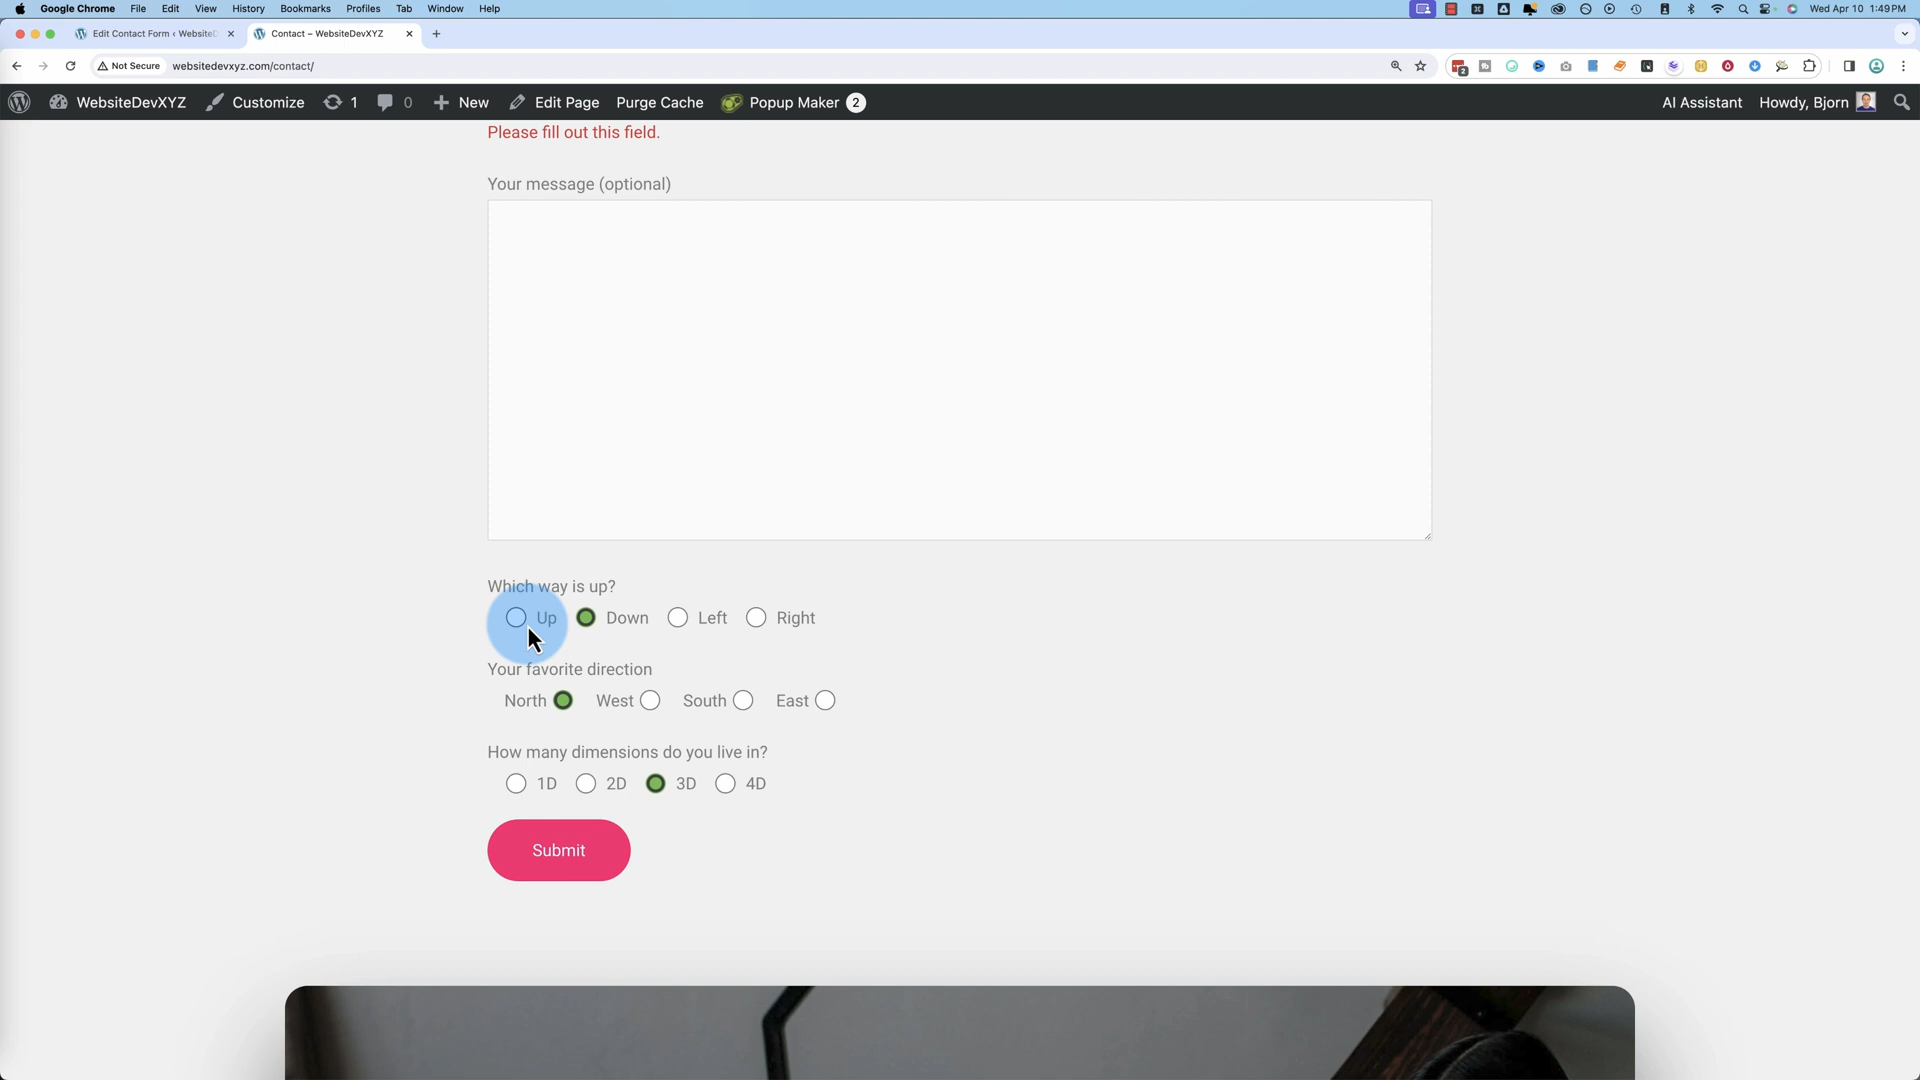 Google Chrome File Edit View History Bookmarks Profiles Tab Window Help Wed Apr 10 1:49 PM
Edit Contact Form ‹ WebsiteD Contact – WebsiteDevXYZ
Not Secure websitedevxyz.com/contact/ 2
WebsiteDevXYZ Customize 1 0 New Edit Page Purge Cache Popup Maker 2 AI Assistant Howdy, Bjorn
Please fill out this field.
Your message (optional)
Which way is up?
Up Down Left Right
Your favorite direction
North West South East
How many dimensions do you live in?
1D 2D 3D 4D
Submit